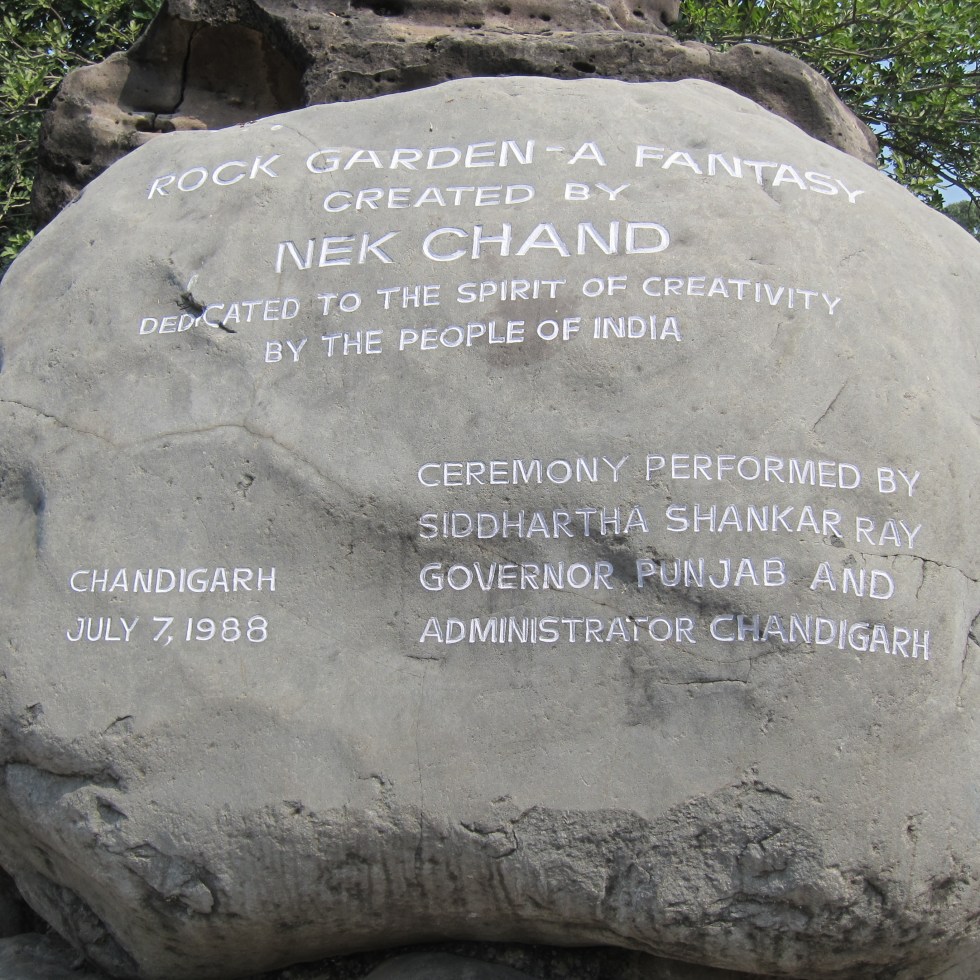 ROCK GARDEN-A FANTASY
CREATED BY
NEK CHAND
DEDICATED TO THE SPIRIT OF CREATIVITY
BY THE PEOPLE OF INDIA
CEREMONY PERFORMED BY
SIDDHARTHA SHANKAR RAY
GOVERNOR PUNJAB AND
ADMINISTRATOR CHANDIGARH
CHANDIGARH
JULY 7, 1988